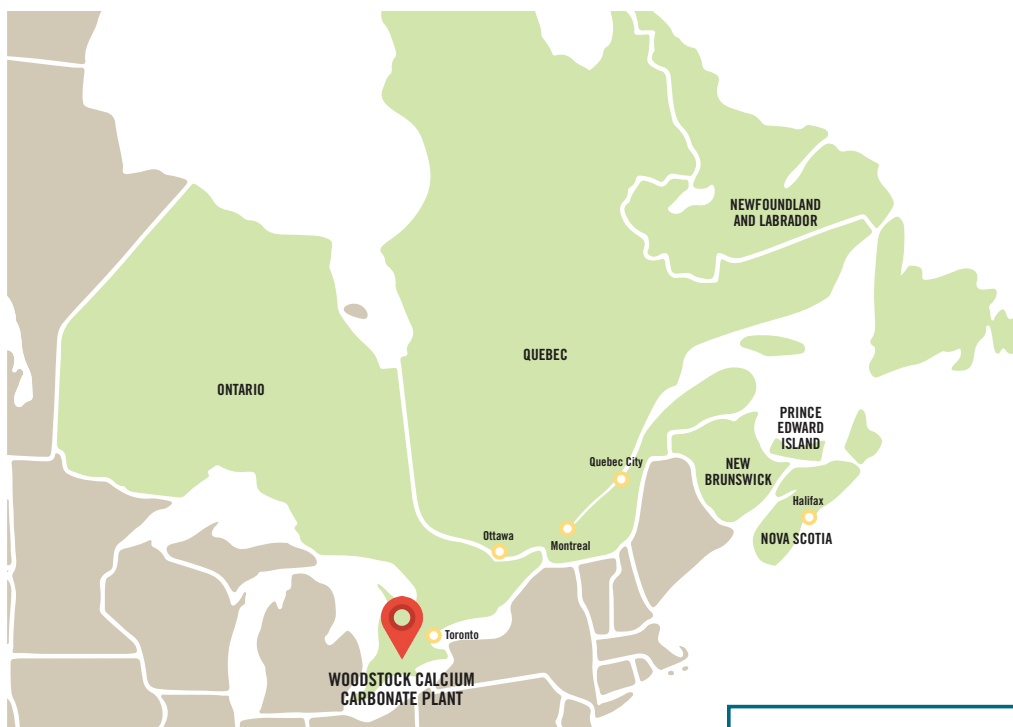 NEWFOUNDLAND
AND LABRADOR
QUEBEC
ONTARIO
PRINCE
EDWARD
ISLAND
Quebec City
NEW
BRUNSWICK
Halifax
Ottawa
Montreal
NOVA SCOTIA
Toronto
WOODSTOCK CALCIUM
CARBONATE PLANT